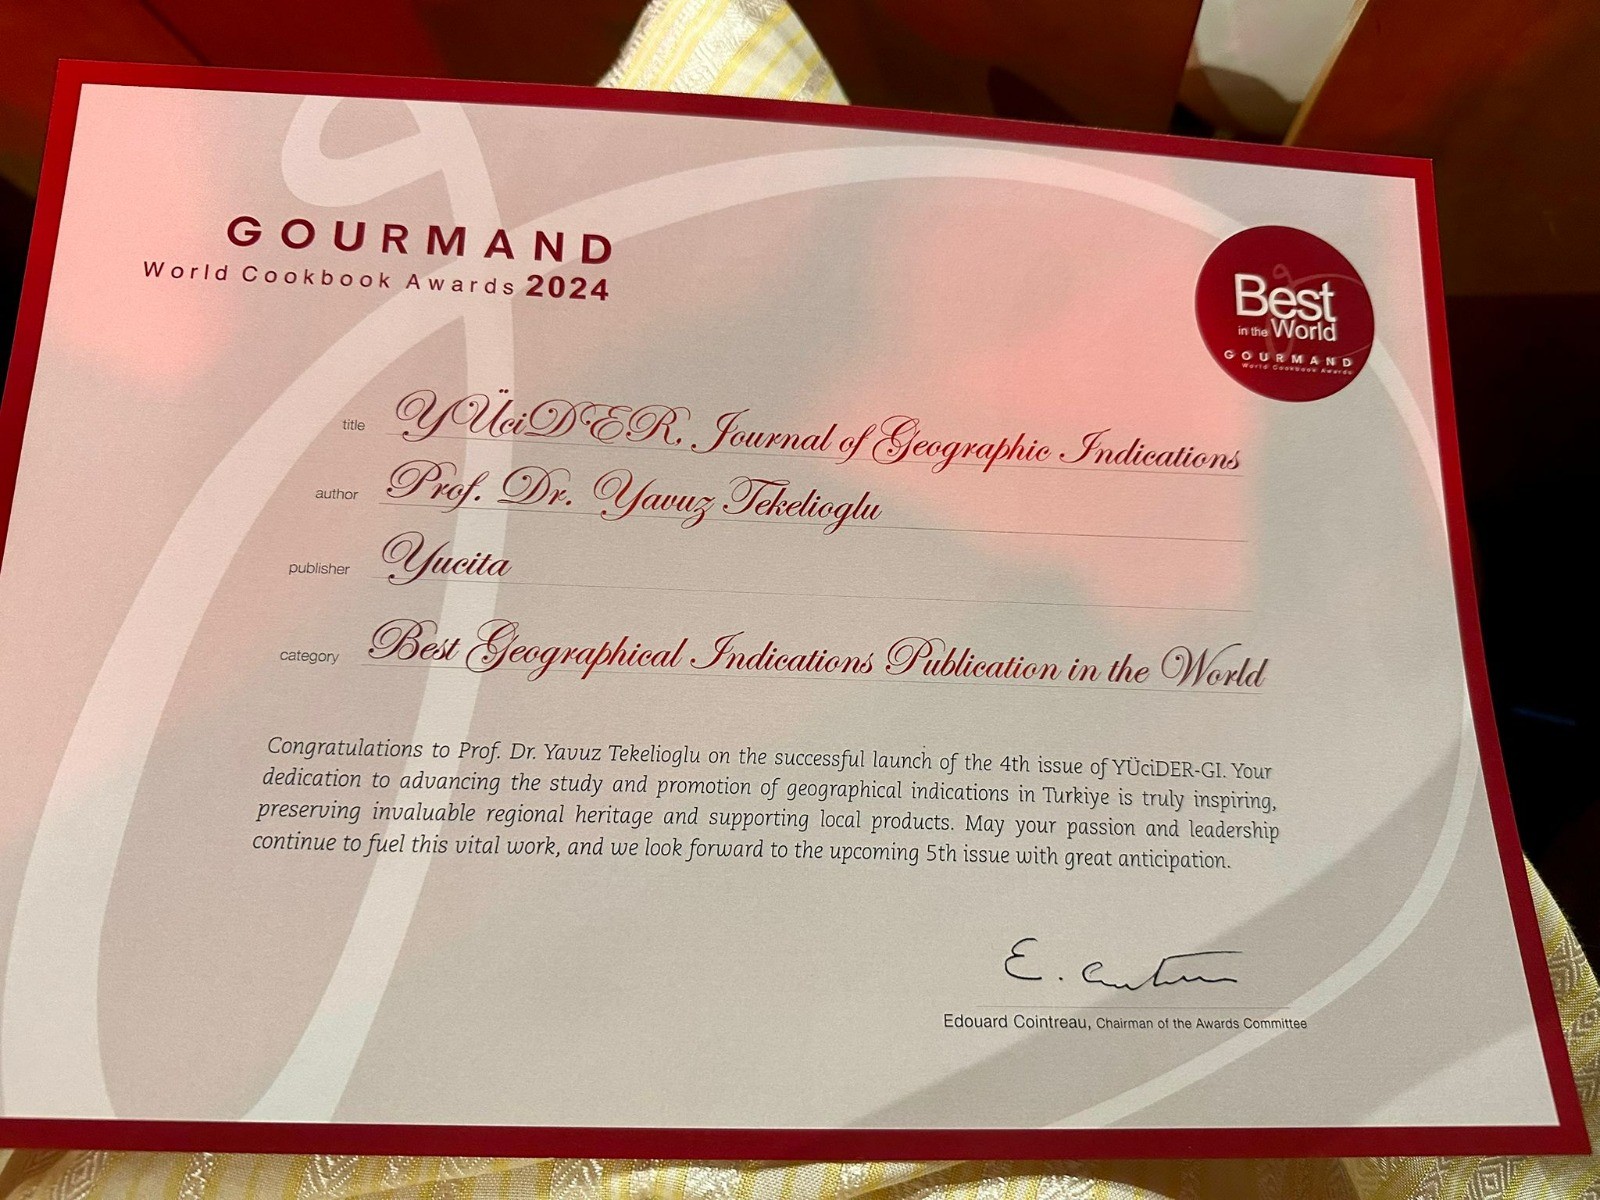 GOURMAND
World Cookbook Awards 2024
Best
in the World
GOURMAND
World Cookbook Awards
title YÜciDER, Journal of Geographic Indications
author Prof. Dr. Yavuz Tekelioglu
publisher Yucita
category Best Geographical Indications Publication in the World
Congratulations to Prof. Dr. Yavuz Tekelioglu on the successful launch of the 4th issue of YÜciDER-GI. Your
dedication to advancing the study and promotion of geographical indications in Turkiye is truly inspiring,
preserving invaluable regional heritage and supporting local products. May your passion and leadership
continue to fuel this vital work, and we look forward to the upcoming 5th issue with great anticipation.
Edouard Cointreau, Chairman of the Awards Committee